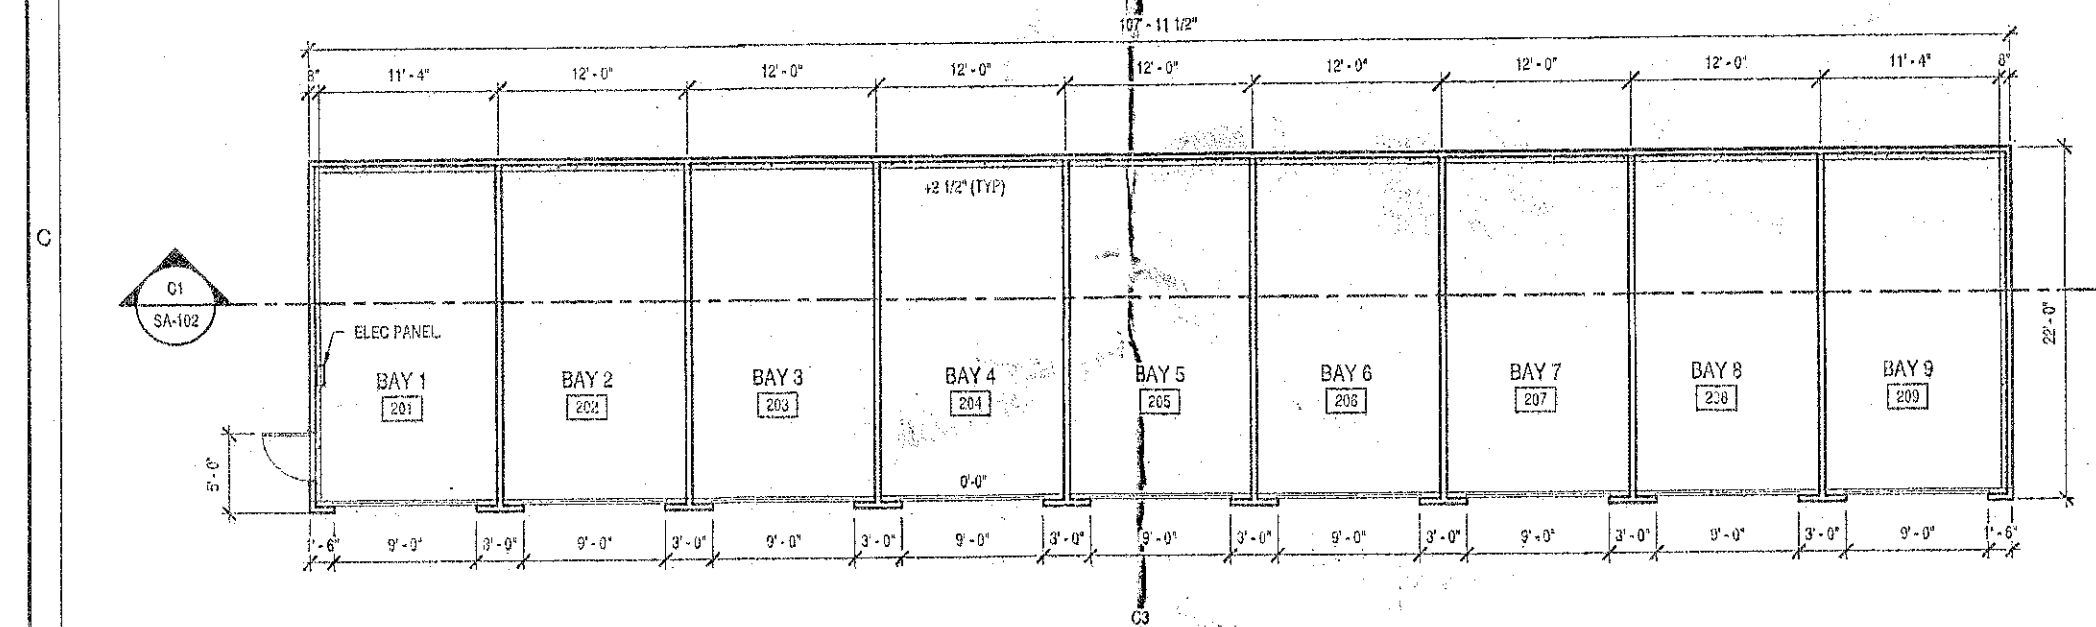 107' - 11 1/2"
8" 11' - 4" 12' - 0" 12' - 0" 12' - 0" 12' - 0" 12' - 0" 12' - 0" 12' - 0" 11' - 4" 8"
+2 1/2" (TYP)
C
C1
SA-102
ELEC PANEL
22' - 0"
BAY 1 BAY 2 BAY 3 BAY 4 BAY 5 BAY 6 BAY 7 BAY 8 BAY 9
201 202 203 204 205 206 207 208 209
5' - 0"
0'-0"
1' - 6" 9' - 0" 3' - 0" 9' - 0" 3' - 0" 9' - 0" 3' - 0" 9' - 0" 3' - 0" 9' - 0" 3' - 0" 9' - 0" 3' - 0" 9' - 0" 3' - 0" 9' - 0" 3' - 0" 9' - 0" 1' - 6"
C3